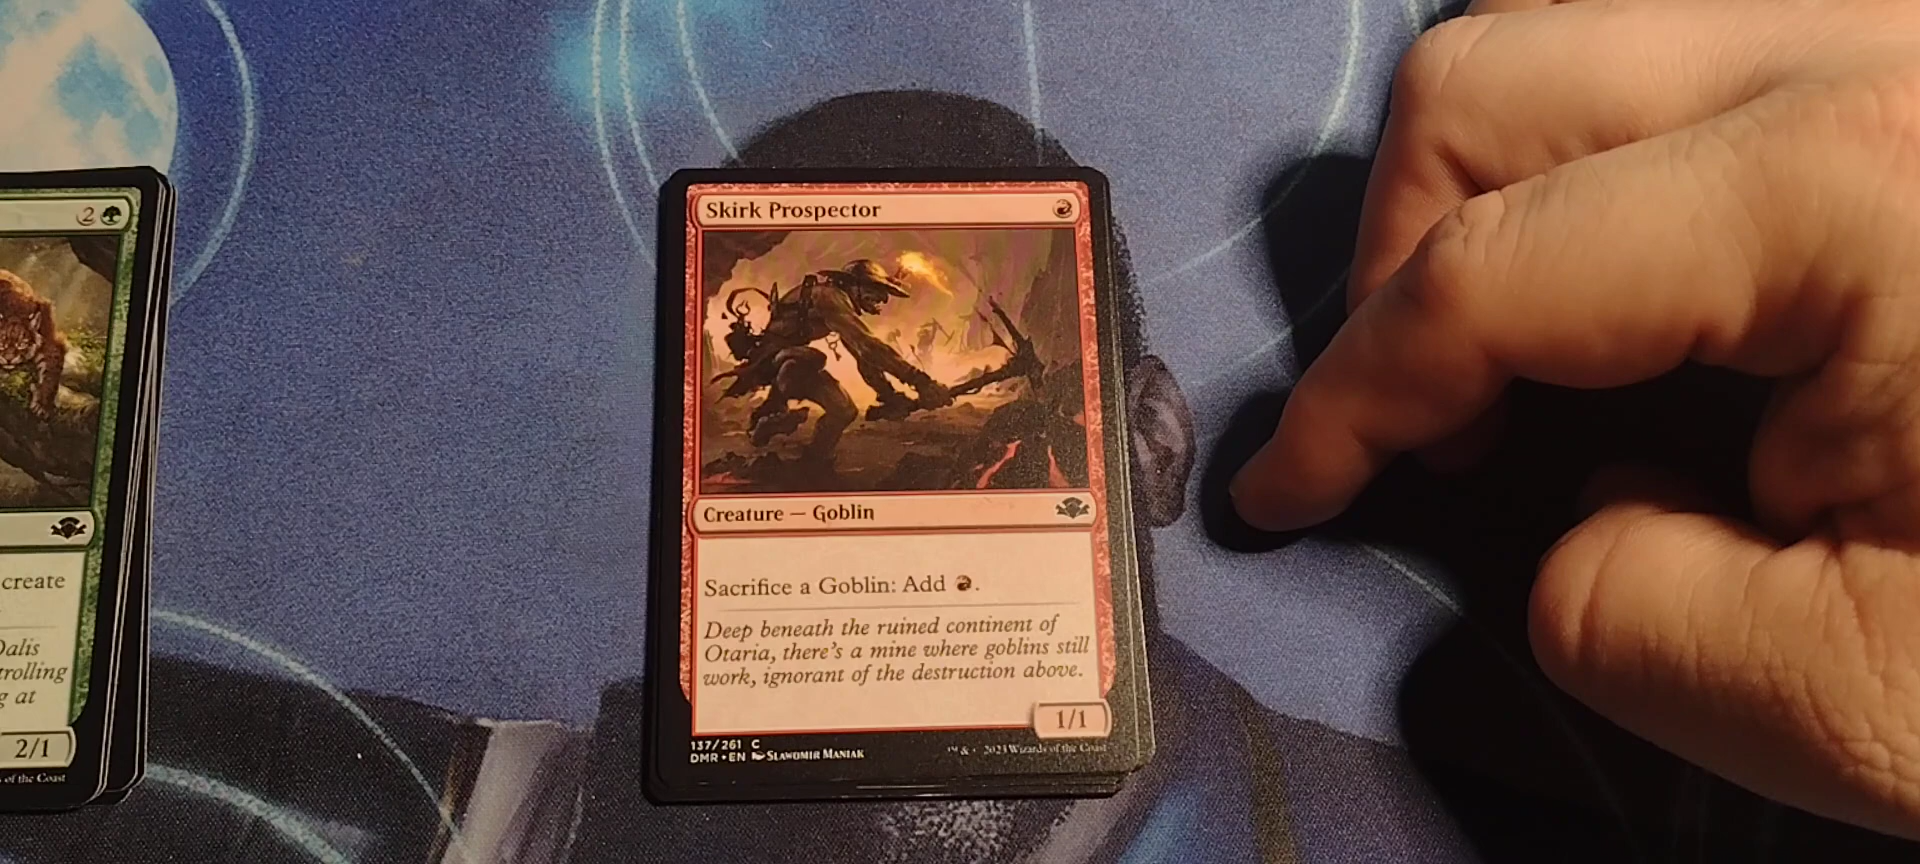 2
create
Dalis
trolling
g at
2/1
of the Coast
Skirk Prospector
Creature — Goblin
Sacrifice a Goblin: Add
.
Deep beneath the ruined continent of
Otaria, there's a mine where goblins still
work, ignorant of the destruction above.
1/1
137/261 C
DMR • EN SLAWOMIR MANIAK
™ & © 2023 Wizards of the Coast